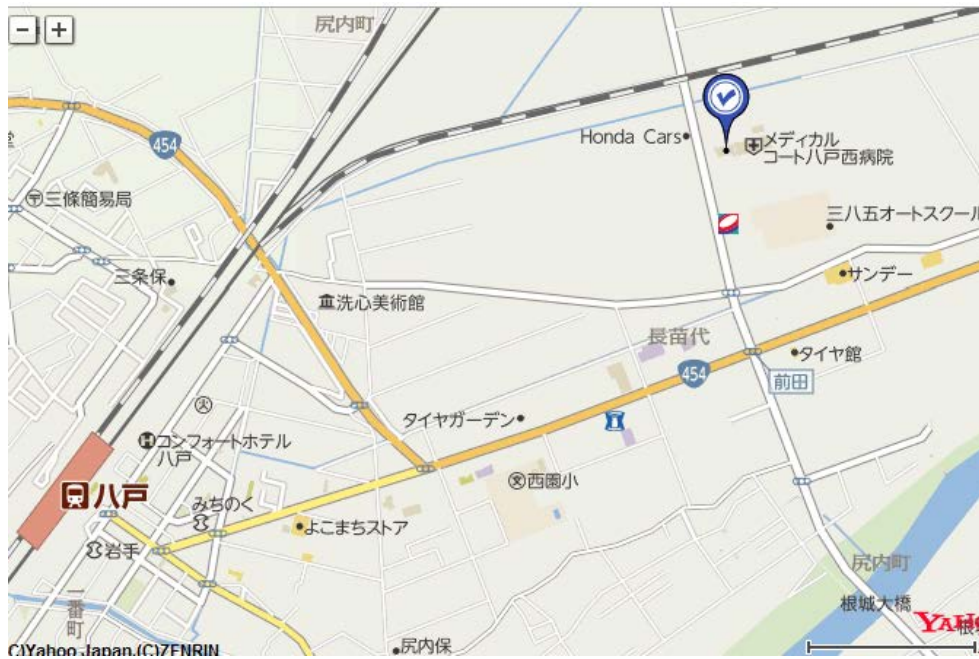 尻内町
454
Honda Cars
メディカル
コート八戸西病院
三條簡易局
三八五オートスクール
三条保
サンデー
洗心美術館
長苗代
タイヤ館
454
前田
タイヤガーデン
火
H
コンフォートホテル
八戸
文
西園小
八戸
みちのく
よこまちストア
岩手
尻内町
一番町
根城大橋
尻内保
C)Yahoo Japan,(C)ZENRIN